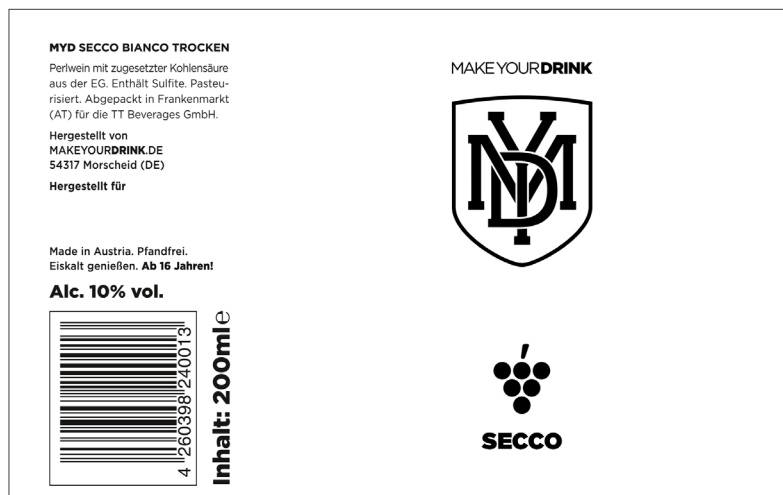 MYD SECCO BIANCO TROCKEN
Perlwein mit zugesetzter Kohlensäure
aus der EG. Enthält Sulfite. Pasteu-
risiert. Abgepackt in Frankenmarkt
(AT) für die TT Beverages GmbH.
Hergestellt von
MAKEYOURDRINK.DE
54317 Morscheid (DE)
Hergestellt für
Made in Austria. Pfandfrei.
Eiskalt genießen. Ab 16 Jahren!
Alc. 10% vol.
4 260398 240013
Inhalt: 200ml e
MAKEYOURDRINK
MYD
SECCO